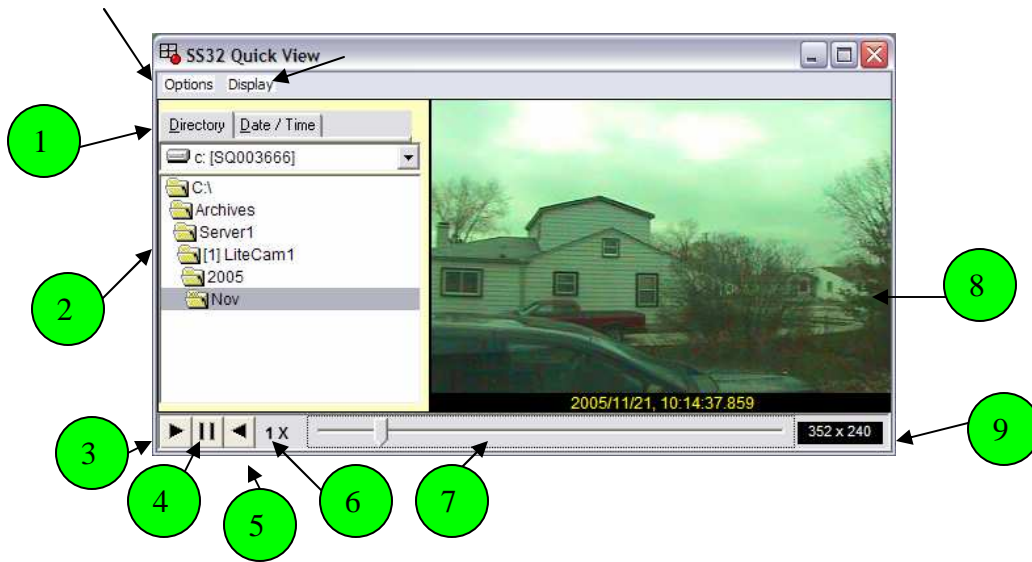 SS32 Quick View
Options Display
Directory Date / Time
c: [SQ003666]
C:\
Archives
Server1
[1] LiteCam1
2005
Nov
2005/11/21, 10:14:37.859
1 X
352 x 240
1
2
3
4
5
6
7
8
9